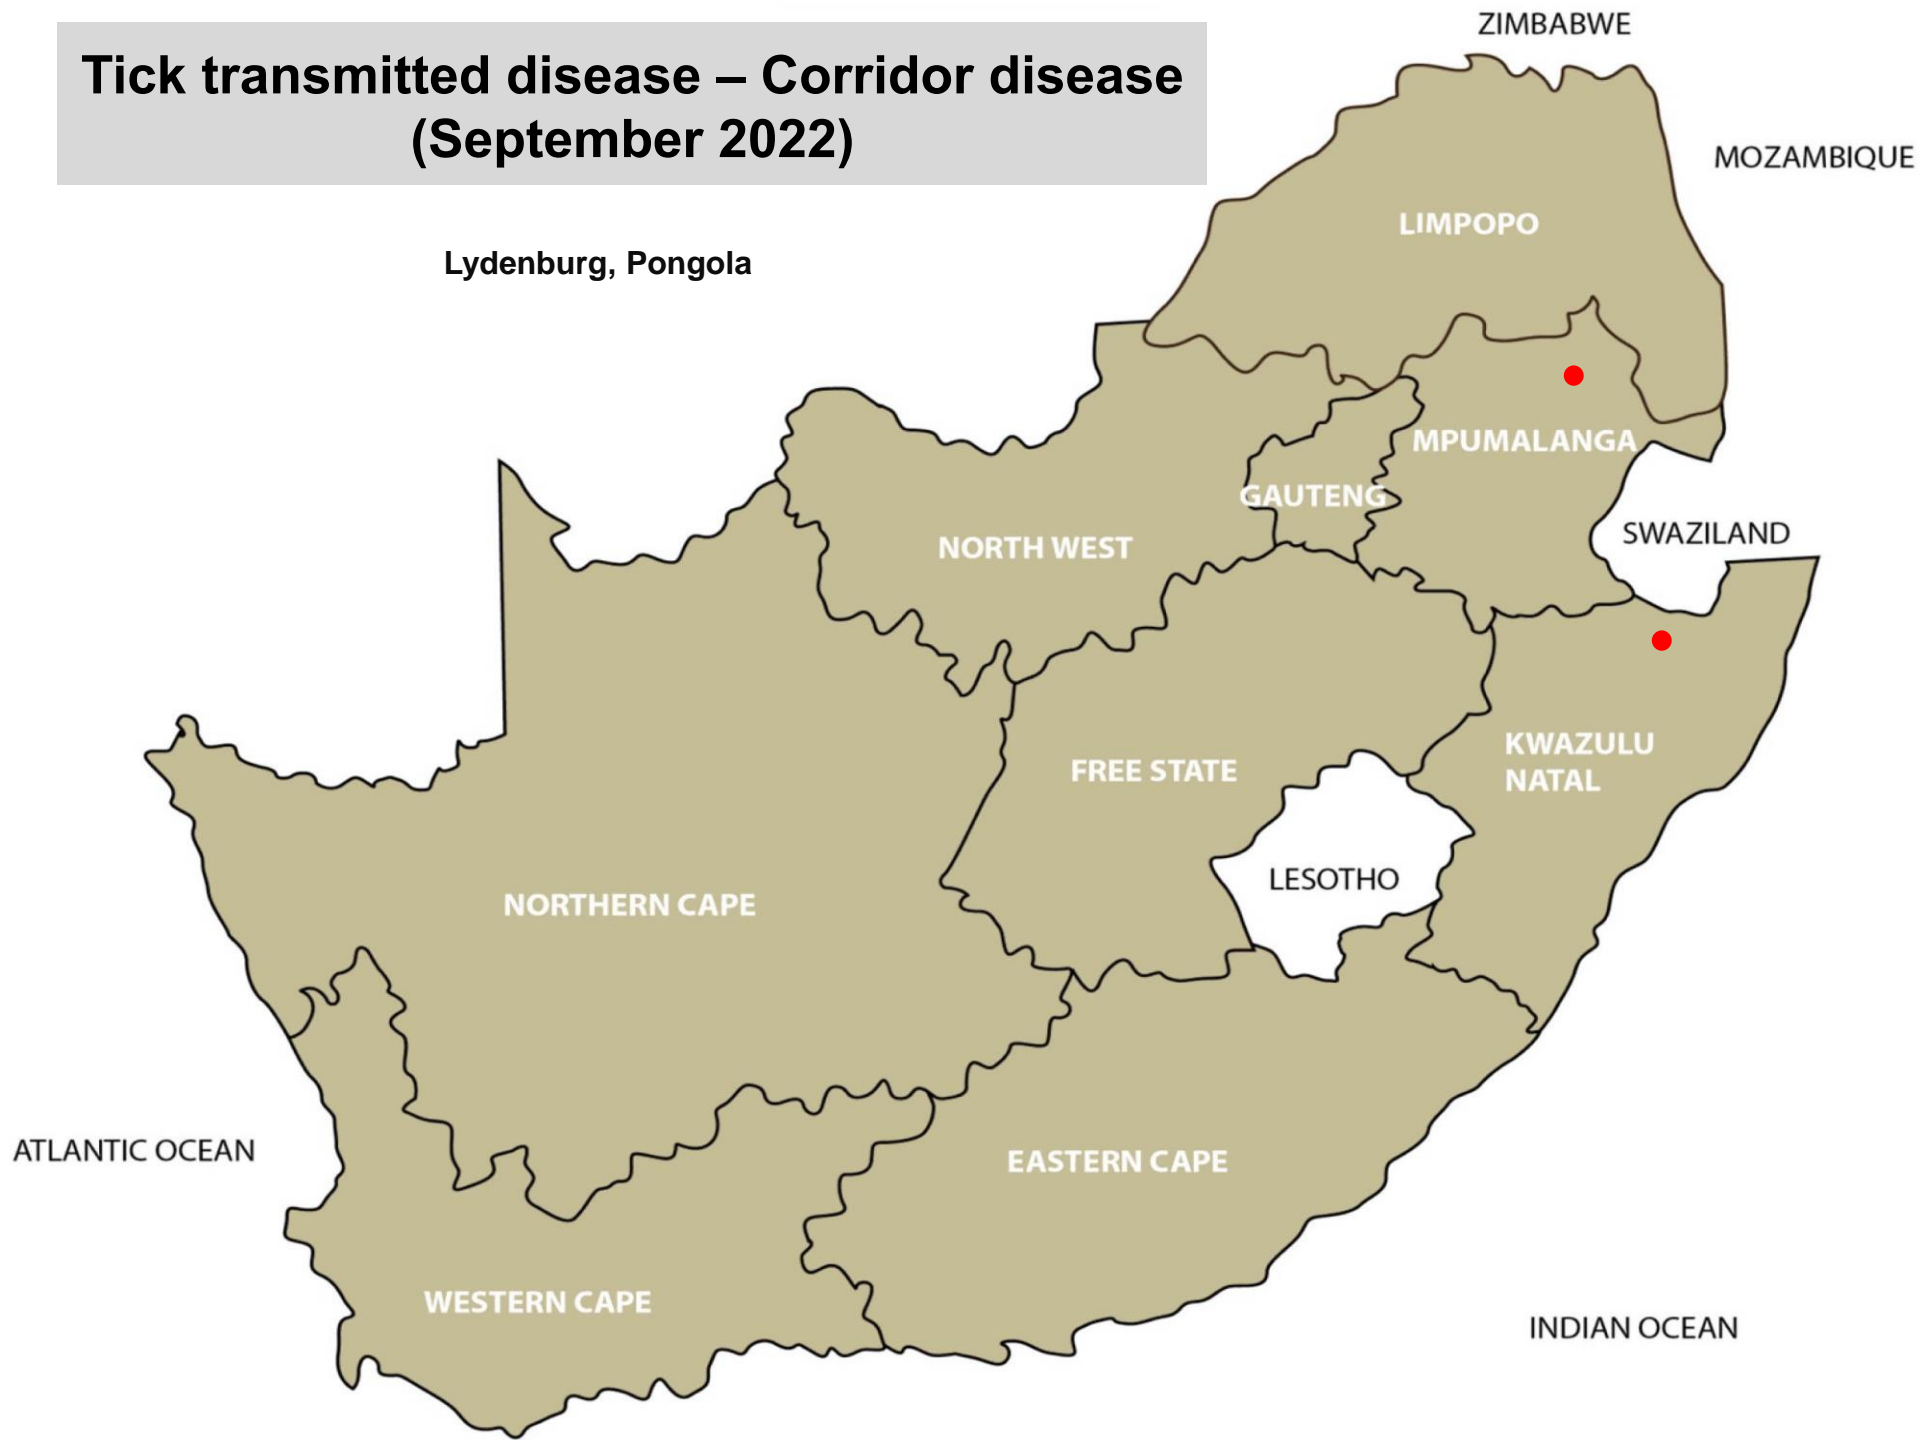 Tick transmitted disease – Corridor disease
(September 2022)
ZIMBABWE
MOZAMBIQUE
LIMPOPO
Lydenburg, Pongola
MPUMALANGA
GAUTENG
SWAZILAND
NORTH WEST
KWAZULU
NATAL
FREE STATE
LESOTHO
NORTHERN CAPE
ATLANTIC OCEAN
EASTERN CAPE
WESTERN CAPE
INDIAN OCEAN